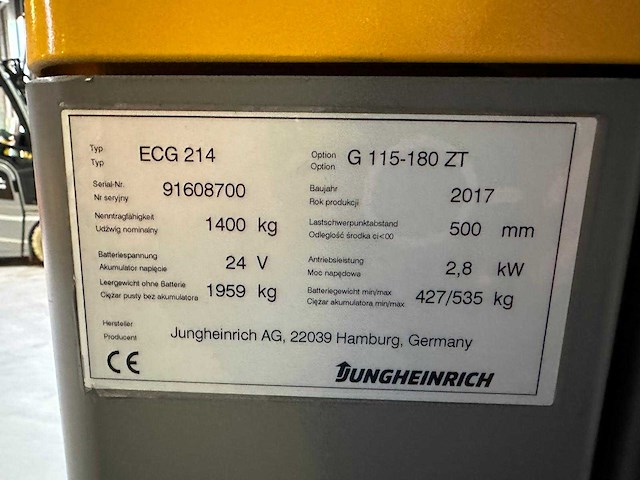 Typ
Typ
ECG 214
Option
Option
G 115-180 ZT
Serial-Nr.
Nr seryjny
91608700
Baujahr
Rok produkcji
2017
Nenntragfähigkeit
Udźwig nominalny
1400 kg
Lastschwerpunktabstand
Odległość środka ci<00
500 mm
Batteriespannung
Akumulator napięcie
24 V
Antriebsleistung
Moc napędowa
2,8 kW
Leergewicht ohne Batterie
Ciężar pusty bez akumulatora
1959 kg
Batteriegewicht min/max
Ciężar akumulatora min/max
427/535 kg
Hersteller
Producent
Jungheinrich AG, 22039 Hamburg, Germany
CE
JUNGHEINRICH